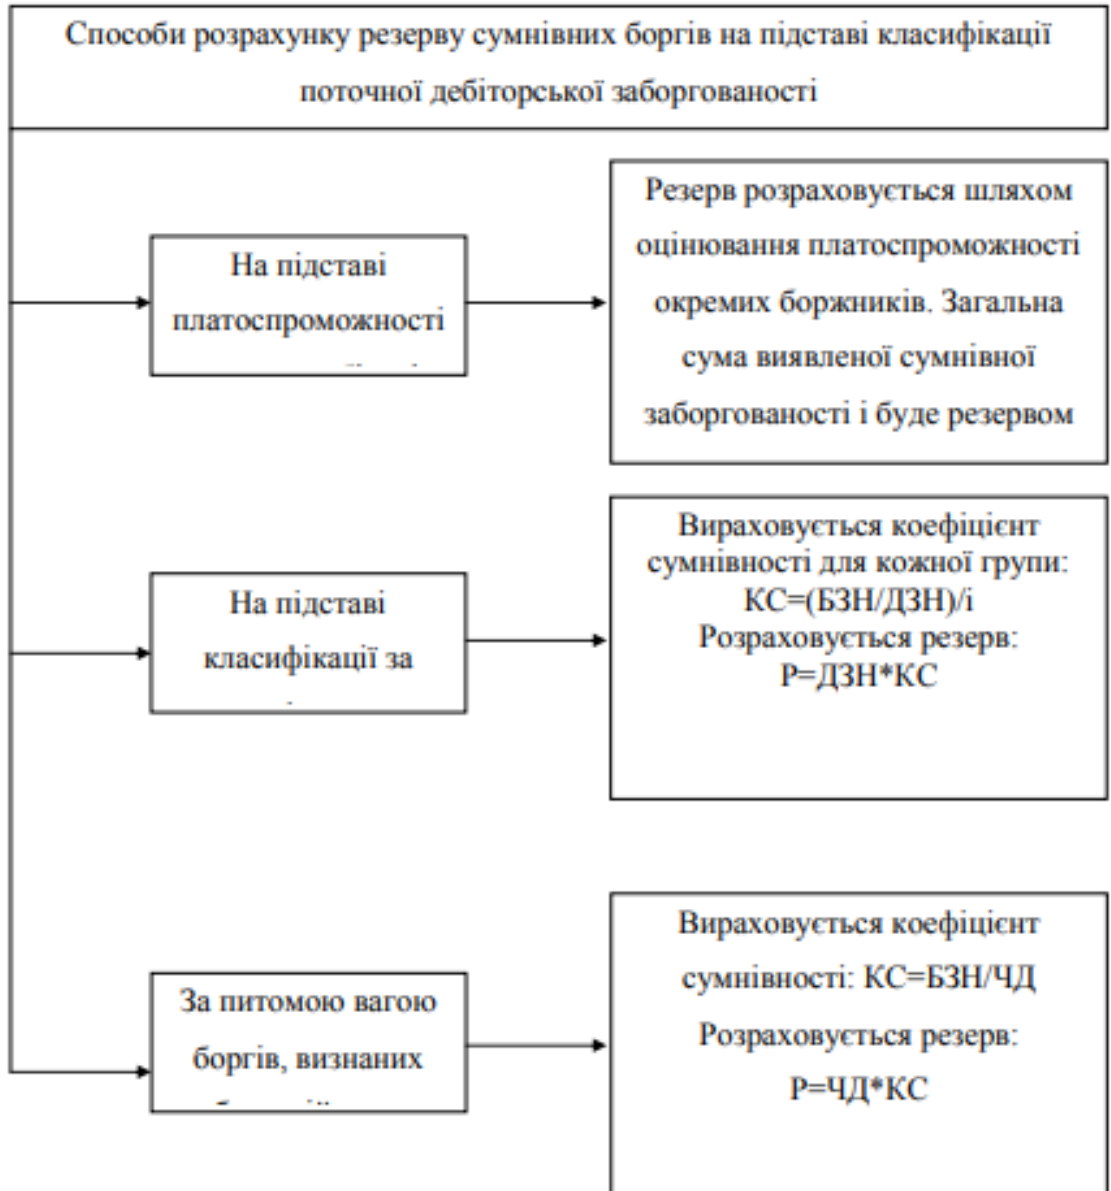 Способи розрахунку резерву сумнівних боргів на підставі класифікації
поточної дебіторської заборгованості
На підставі
платоспроможності
Резерв розраховується шляхом
оцінювання платоспроможності
окремих боржників. Загальна
сума виявленої сумнівної
заборгованості і буде резервом
На підставі
класифікації за
Вираховується коефіцієнт
сумнівності для кожної групи:
КС=(БЗН/ДЗН)/і
Розраховується резерв:
Р=ДЗН*КС
За питомою вагою
боргів, визнаних
Вираховується коефіцієнт
сумнівності: КС=БЗН/ЧД
Розраховується резерв:
Р=ЧД*КС